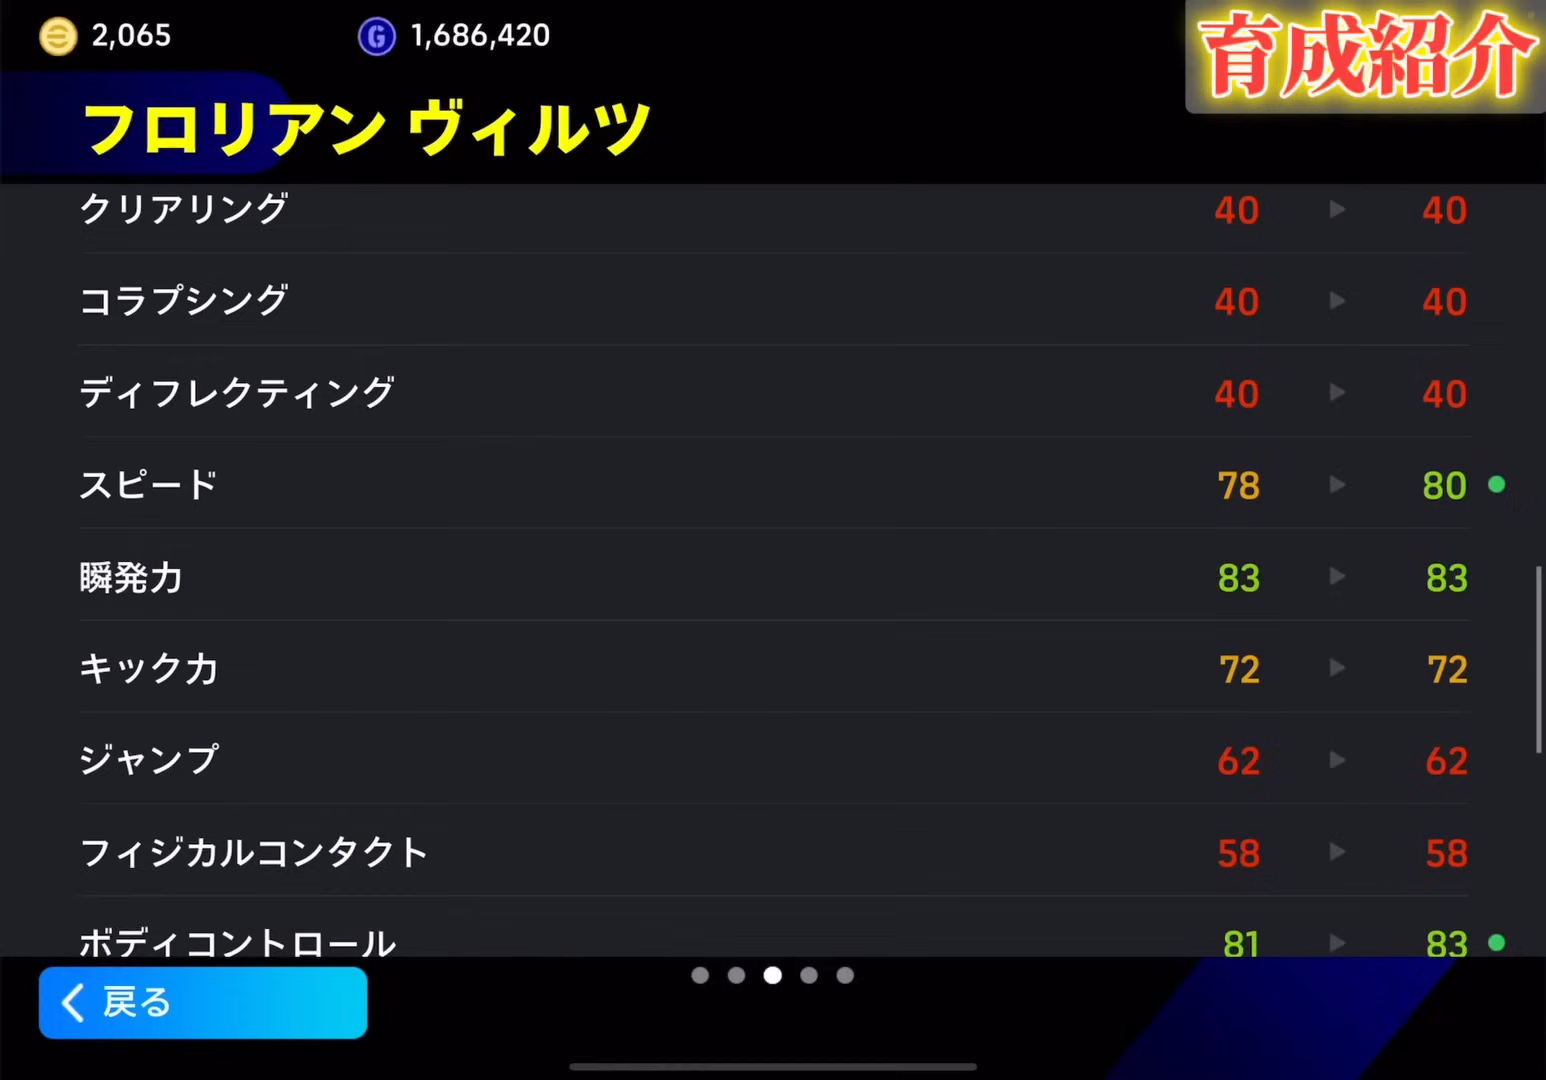 2,065
1,686,420
育成紹介
フロリアン ヴィルツ
クリアリング 40 ▶ 40
コラプシング 40 ▶ 40
ディフレクティング 40 ▶ 40
スピード 78 ▶ 80
瞬発力 83 ▶ 83
キック力 72 ▶ 72
ジャンプ 62 ▶ 62
フィジカルコンタクト 58 ▶ 58
ボディコントロール 81 ▶ 83
戻る